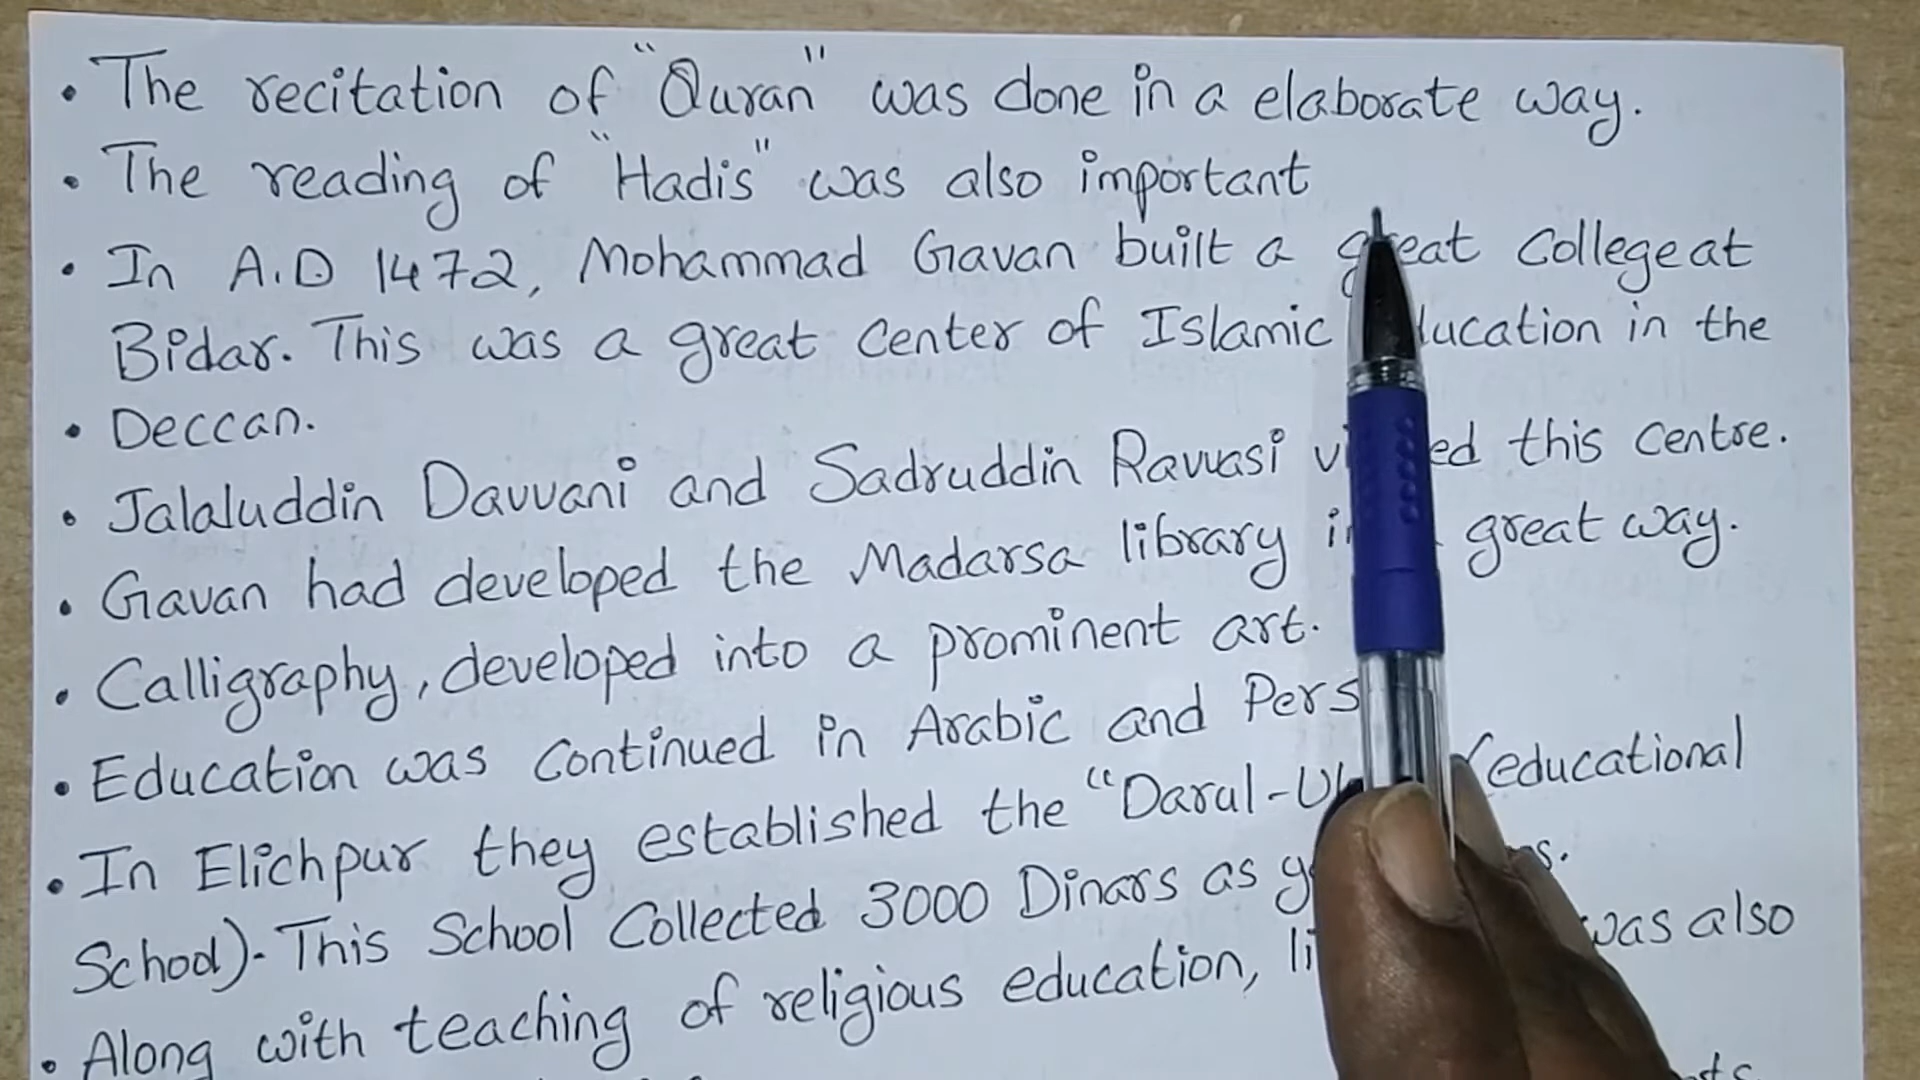 • The recitation of "Quran" was done in a elaborate way.
• The reading of "Hadis" was also important
• In A.D 1472, Mohammad Gavan built a great College at
Bidar. This was a great Center of Islamic in the
• Deccan.
• Jalaluddin Davvani and Sadruddin Ravvasi this Centre.
• Gavan had developed the Madarsa library great way.
• Calligraphy, developed into a prominent art.
• Education was Continued in Arabic and
• In Elichpur they established the "Darul- (educational
School). This School Collected 3000 Dinars as
• Along with teaching of religious education, was also